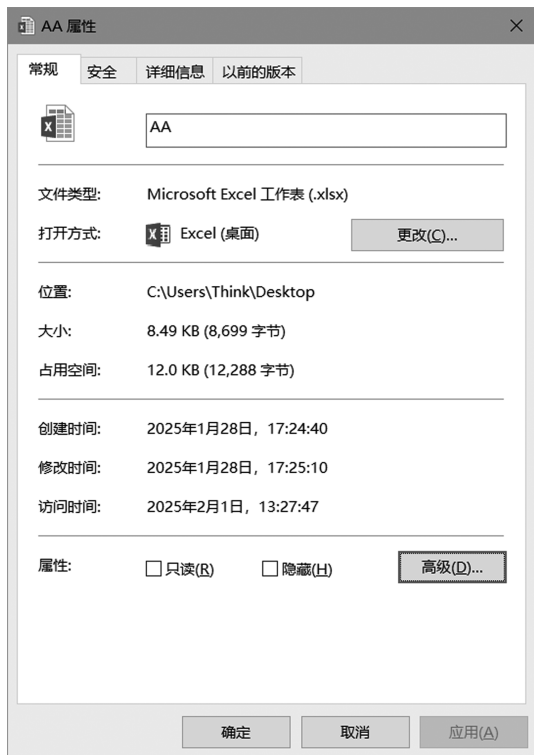 AA 属性
常规 安全 详细信息 以前的版本
AA
文件类型: Microsoft Excel 工作表 (.xlsx)
打开方式: Excel (桌面) 更改(C)...
位置: C:\Users\Think\Desktop
大小: 8.49 KB (8,699 字节)
占用空间: 12.0 KB (12,288 字节)
创建时间: 2025年1月28日，17:24:40
修改时间: 2025年1月28日，17:25:10
访问时间: 2025年2月1日，13:27:47
属性: 只读(R) 隐藏(H) 高级(D)...
确定 取消 应用(A)